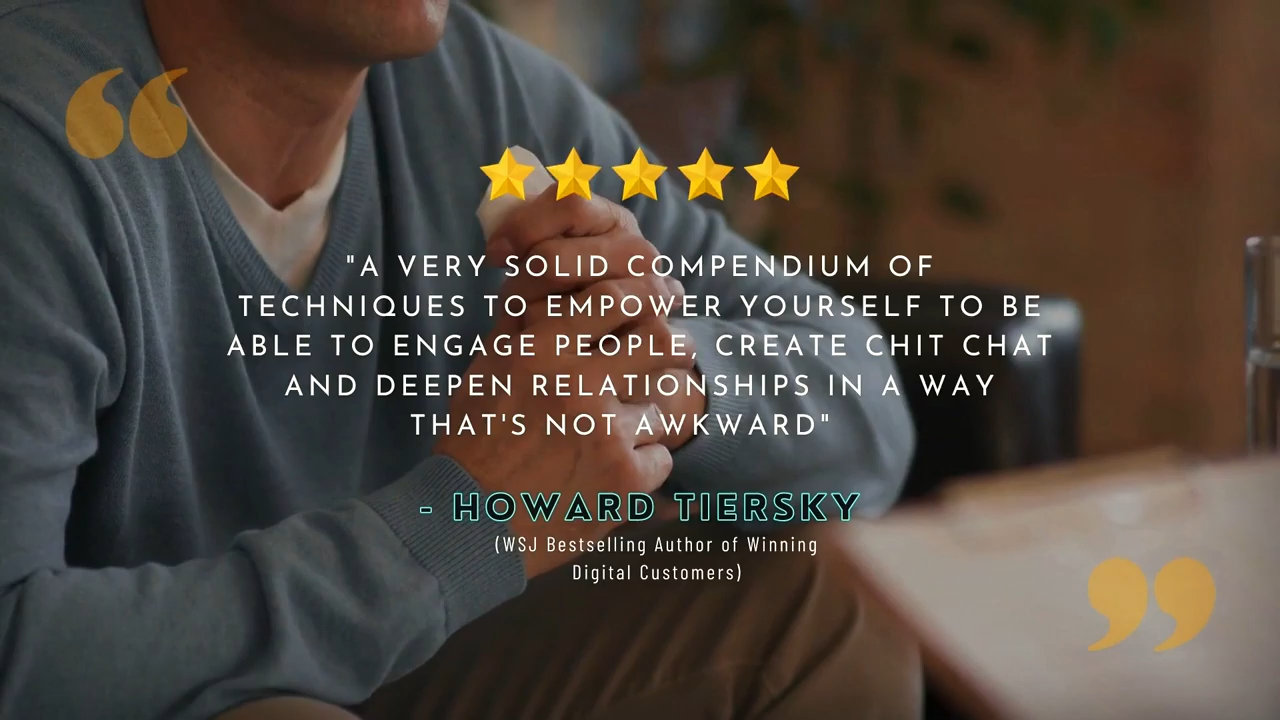 "A VERY SOLID COMPENDIUM OF
TECHNIQUES TO EMPOWER YOURSELF TO BE
ABLE TO ENGAGE PEOPLE, CREATE CHIT CHAT
AND DEEPEN RELATIONSHIPS IN A WAY
THAT'S NOT AWKWARD"
- HOWARD TIERSKY
(WSJ Bestselling Author of Winning
Digital Customers)